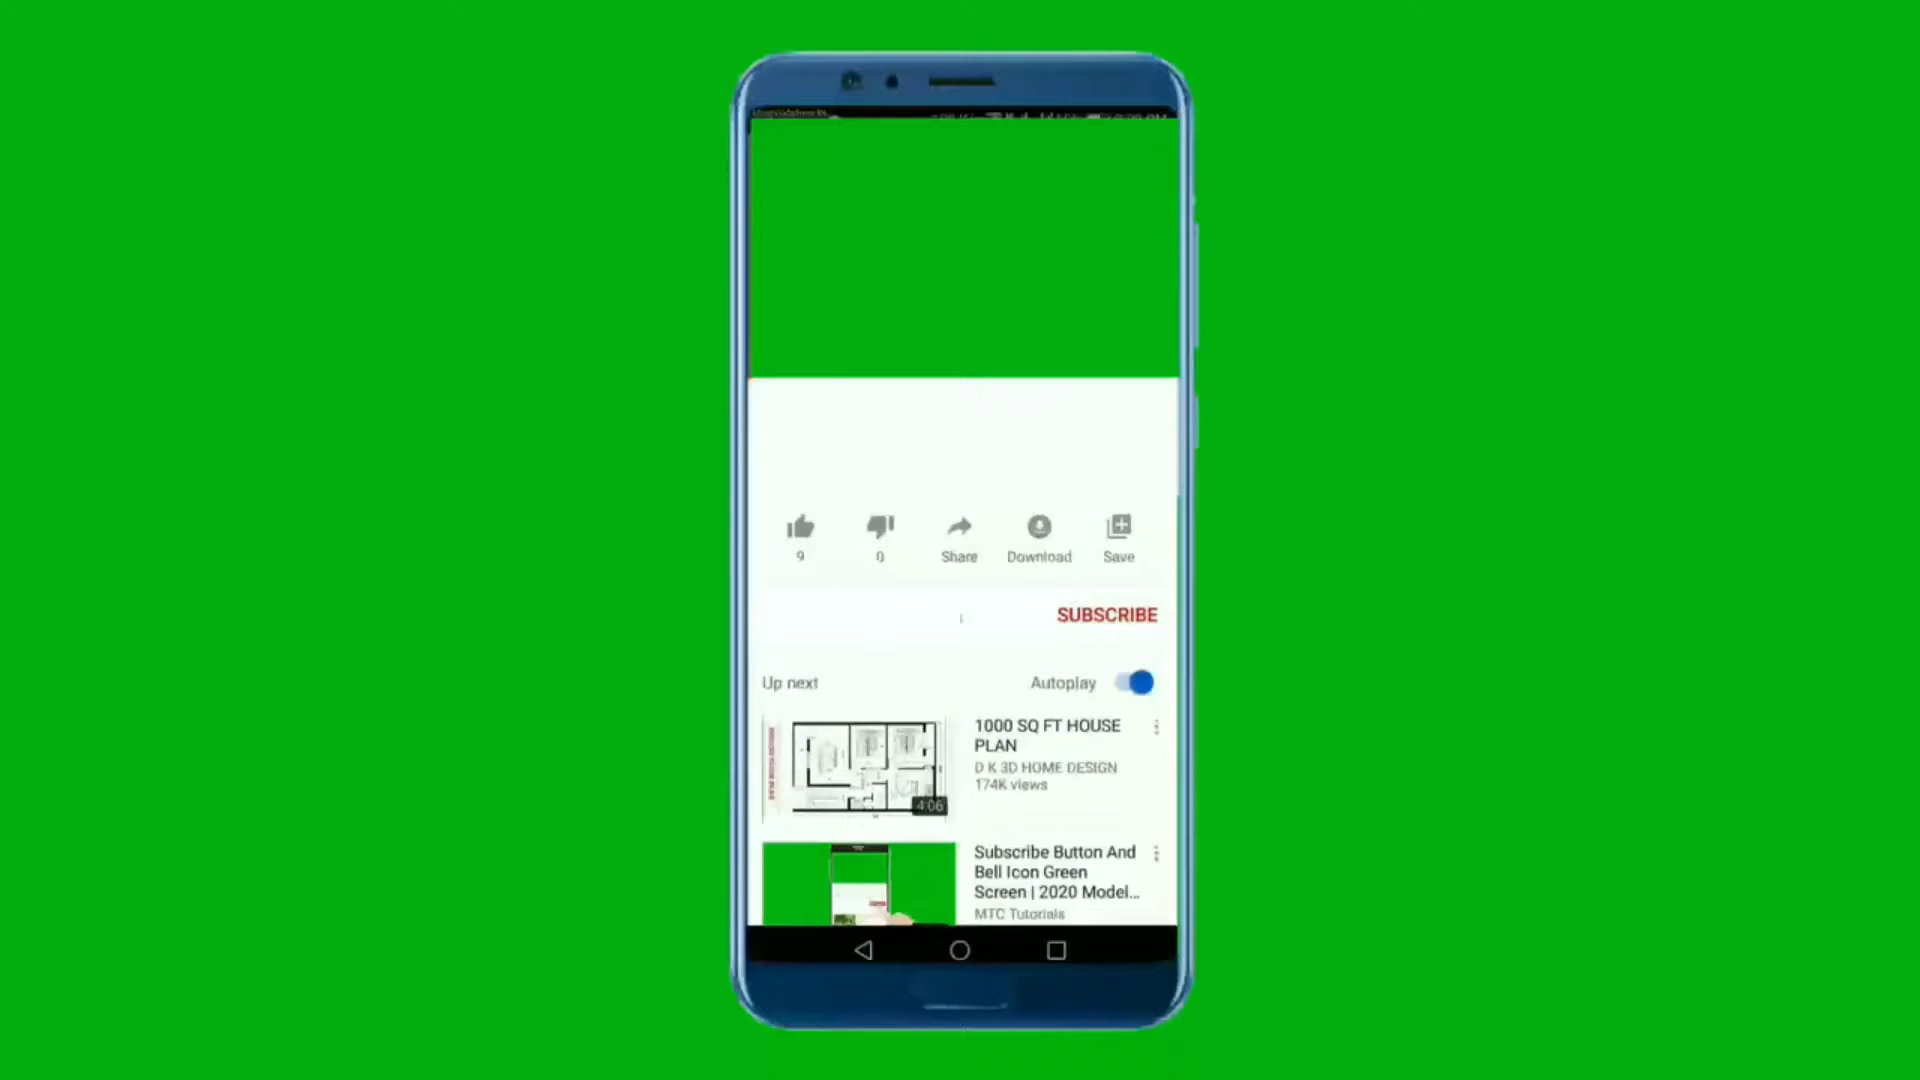 9
0
Share
Download
Save
SUBSCRIBE
Up next
Autoplay
1000 SQ FT HOUSE
PLAN
D K 3D HOME DESIGN
174K views
4:06
Subscribe Button And
Bell Icon Green
Screen | 2020 Model...
MTC Tutorials